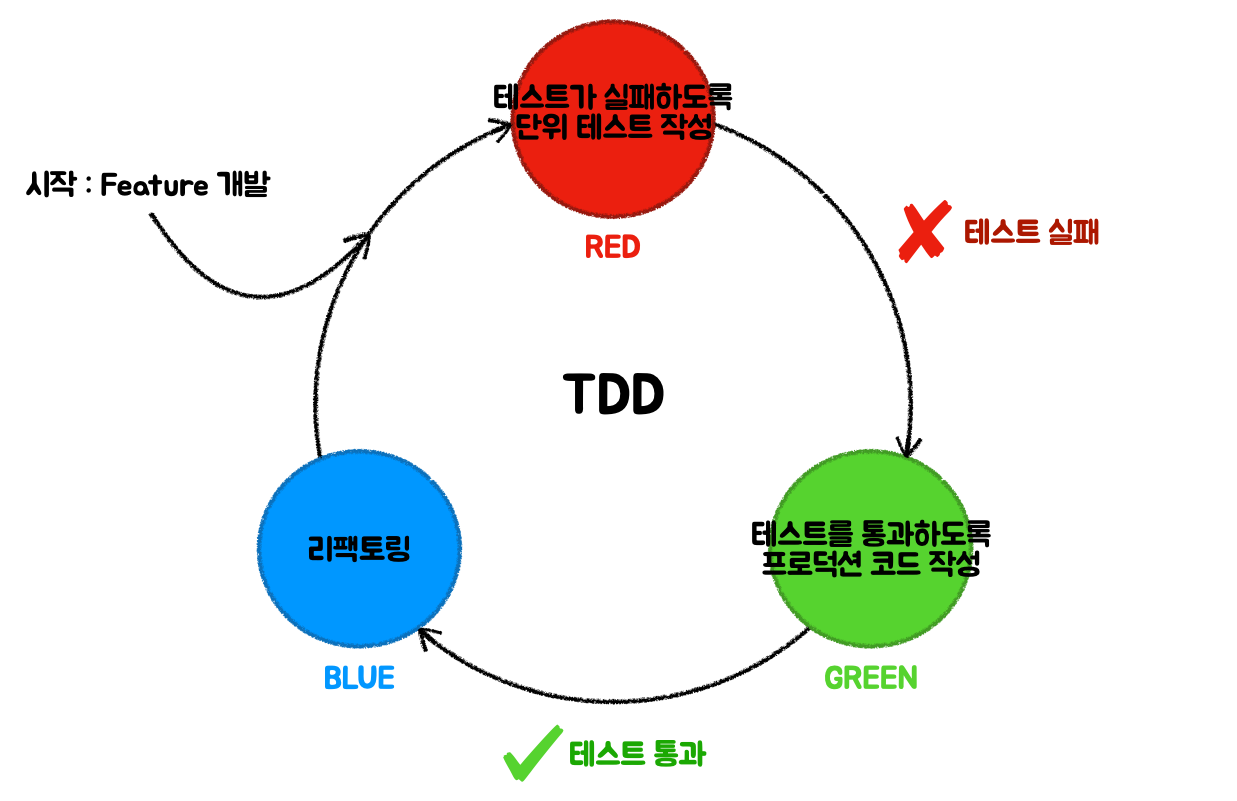 테스트가 실패하도록
단위 테스트 작성
시작 : Feature 개발
RED
테스트 실패
TDD
테스트를 통과하도록
프로덕션 코드 작성
리팩토링
BLUE
GREEN
테스트 통과